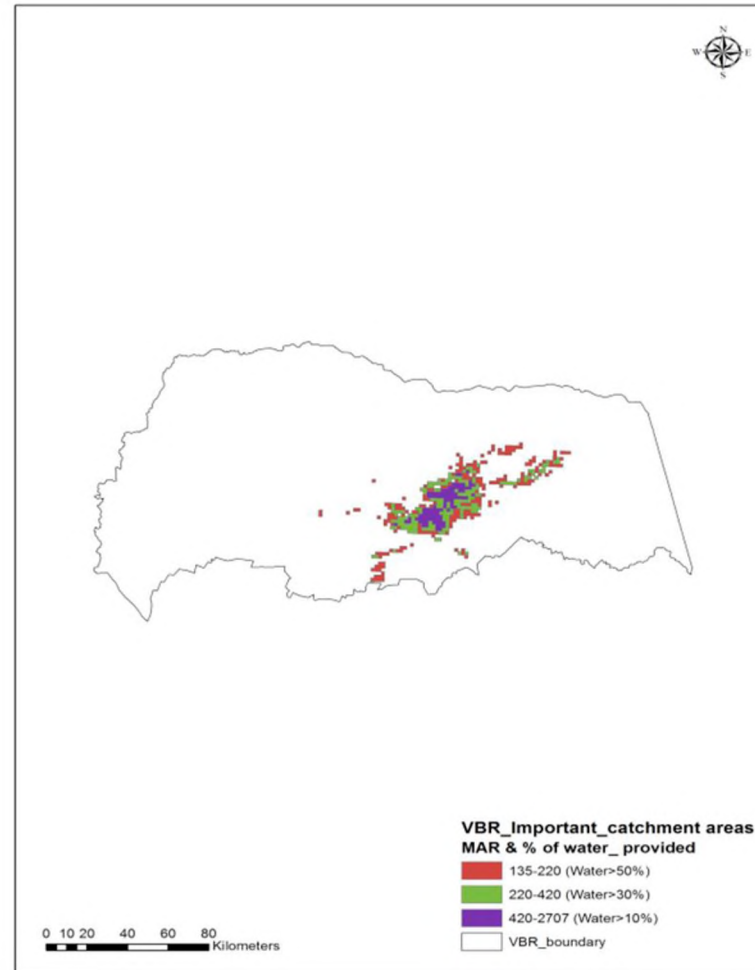 N
W E
S
VBR_Important_catchment areas
MAR & % of water_ provided
135-220 (Water>50%)
220-420 (Water>30%)
420-2707 (Water>10%)
VBR_boundary
0 10 20 40 60 80
Kilometers